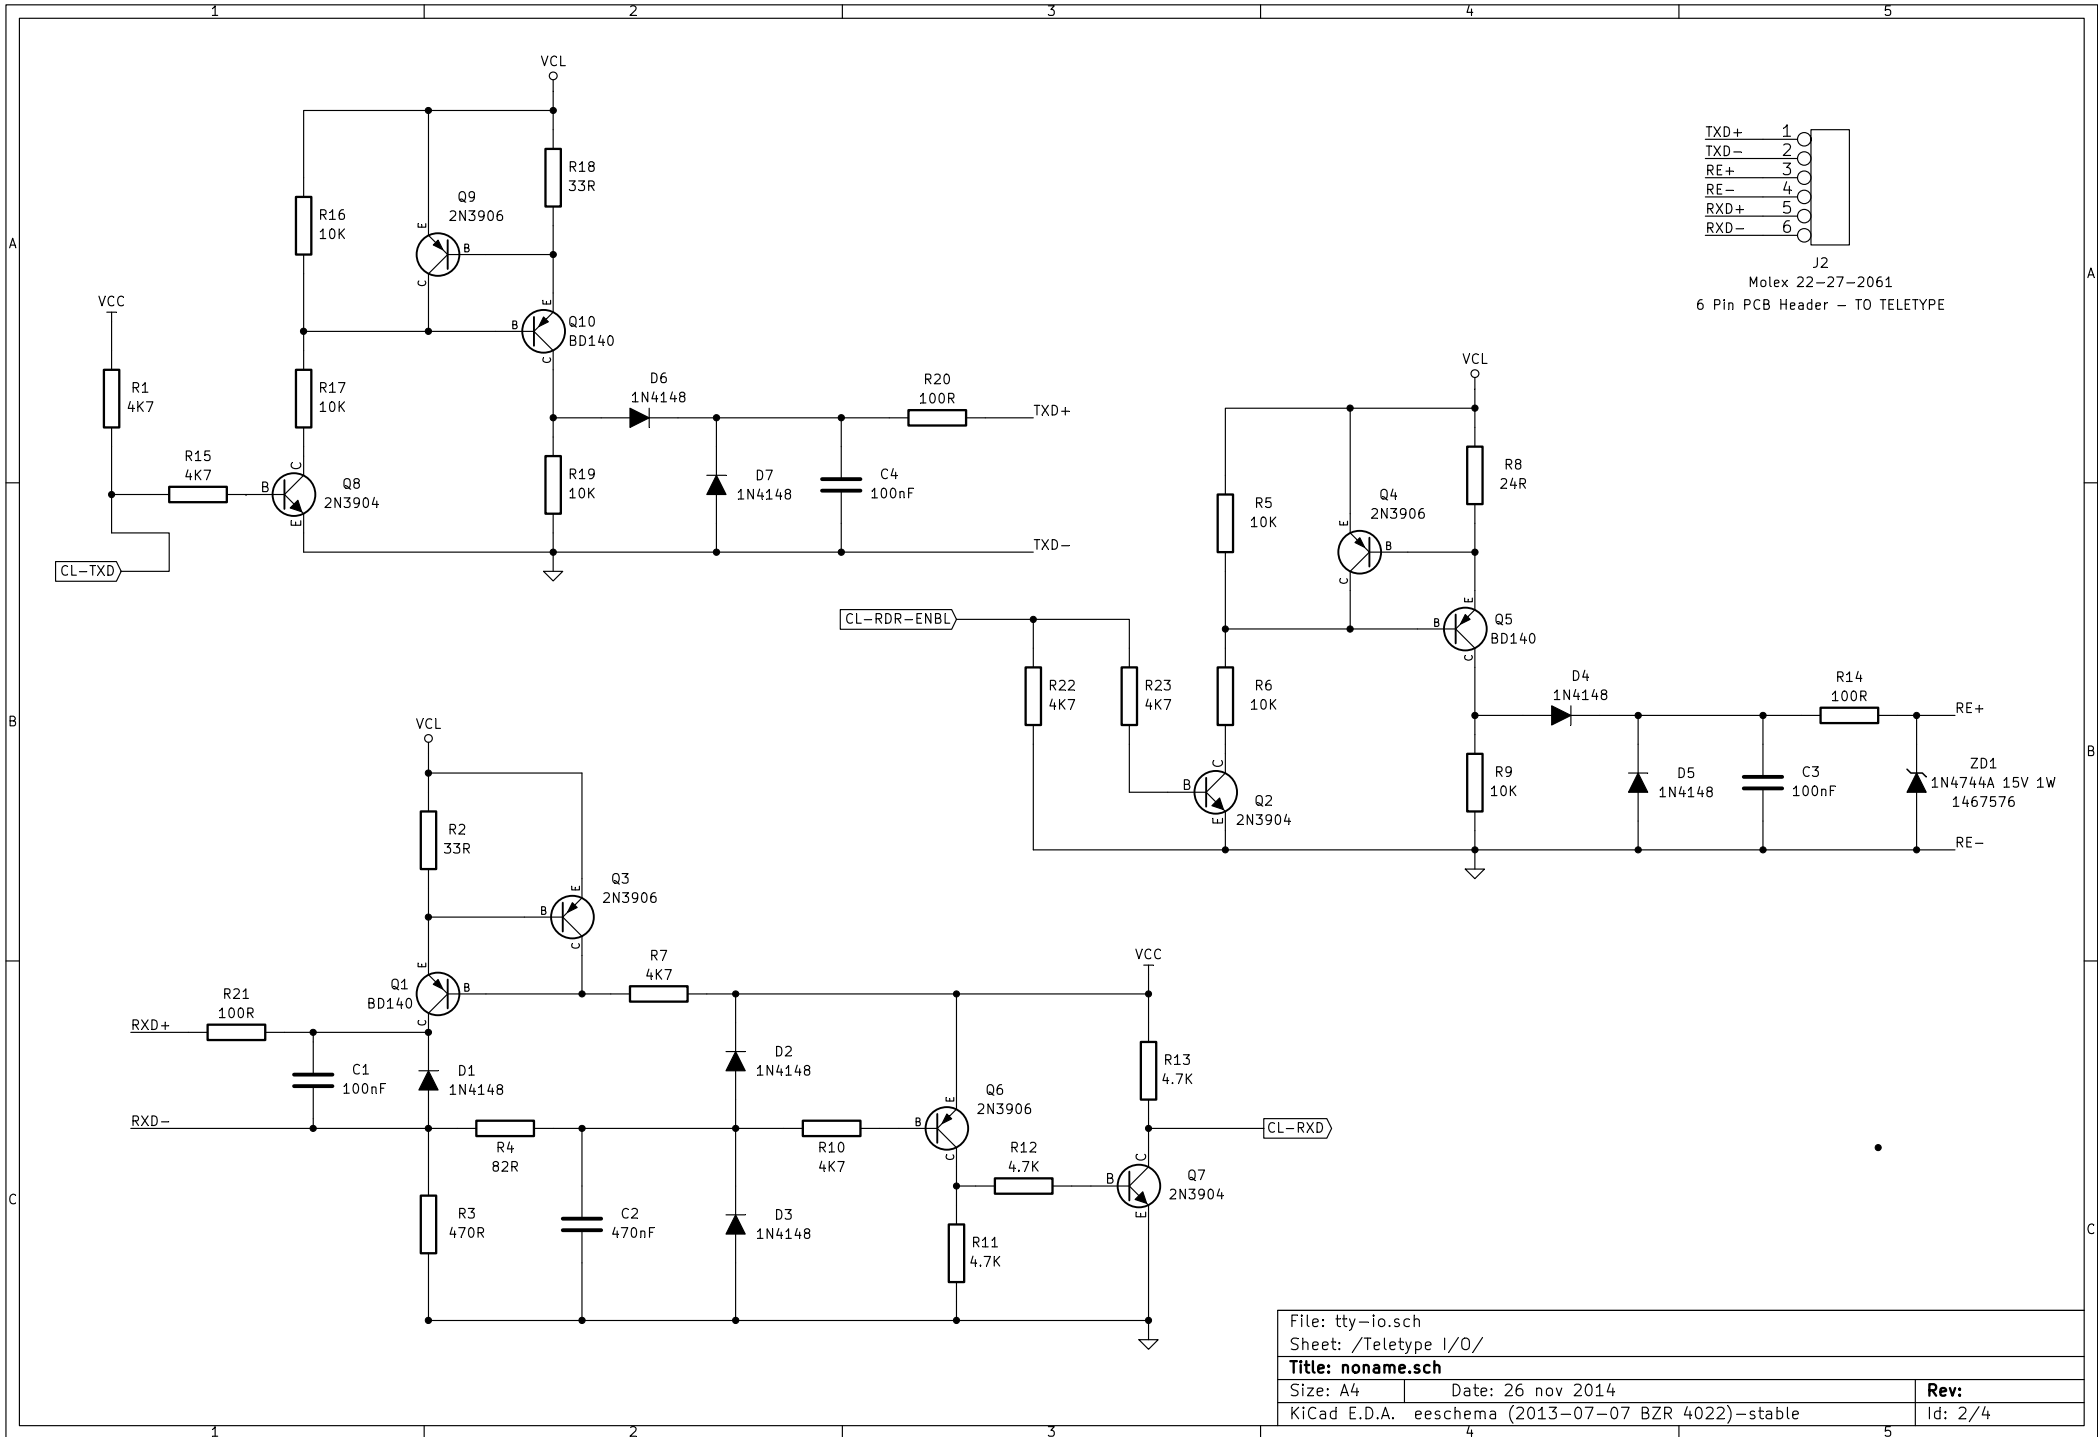 1 2 3 4 5
A
B
C
VCL
R18
33R
Q9
2N3906
E
B
C
R16
10K
VCC
E
B
C
Q10
BD140
R1
4K7
R17
10K
D6
1N4148
R20
100R
TXD+
R15
4K7
C
B
E
Q8
2N3904
R19
10K
D7
1N4148
C4
100nF
TXD-
CL-TXD
TXD+ 1
TXD- 2
RE+ 3
RE- 4
RXD+ 5
RXD- 6
J2
Molex 22-27-2061
6 Pin PCB Header - TO TELETYPE
VCL
R8
24R
Q4
2N3906
E
B
C
R5
10K
CL-RDR-ENBL
E
B
C
Q5
BD140
R22
4K7
R23
4K7
R6
10K
D4
1N4148
R14
100R
RE+
C
B
E
Q2
2N3904
R9
10K
D5
1N4148
C3
100nF
ZD1
1N4744A 15V 1W
1467576
RE-
VCL
R2
33R
Q3
2N3906
E
B
C
E
B
C
Q1
BD140
R7
4K7
VCC
R21
100R
RXD+
C1
100nF
D1
1N4148
D2
1N4148
R13
4.7K
RXD-
R4
82R
R10
4K7
E
B
C
Q6
2N3906
R12
4.7K
CL-RXD
C
B
E
Q7
2N3904
R3
470R
C2
470nF
D3
1N4148
R11
4.7K
A
B
C
File: tty-io.sch
Sheet: /Teletype I/O/
Title: noname.sch
Size: A4 Date: 26 nov 2014 Rev:
KiCad E.D.A. eeschema (2013-07-07 BZR 4022)-stable Id: 2/4
1 2 3 4 5